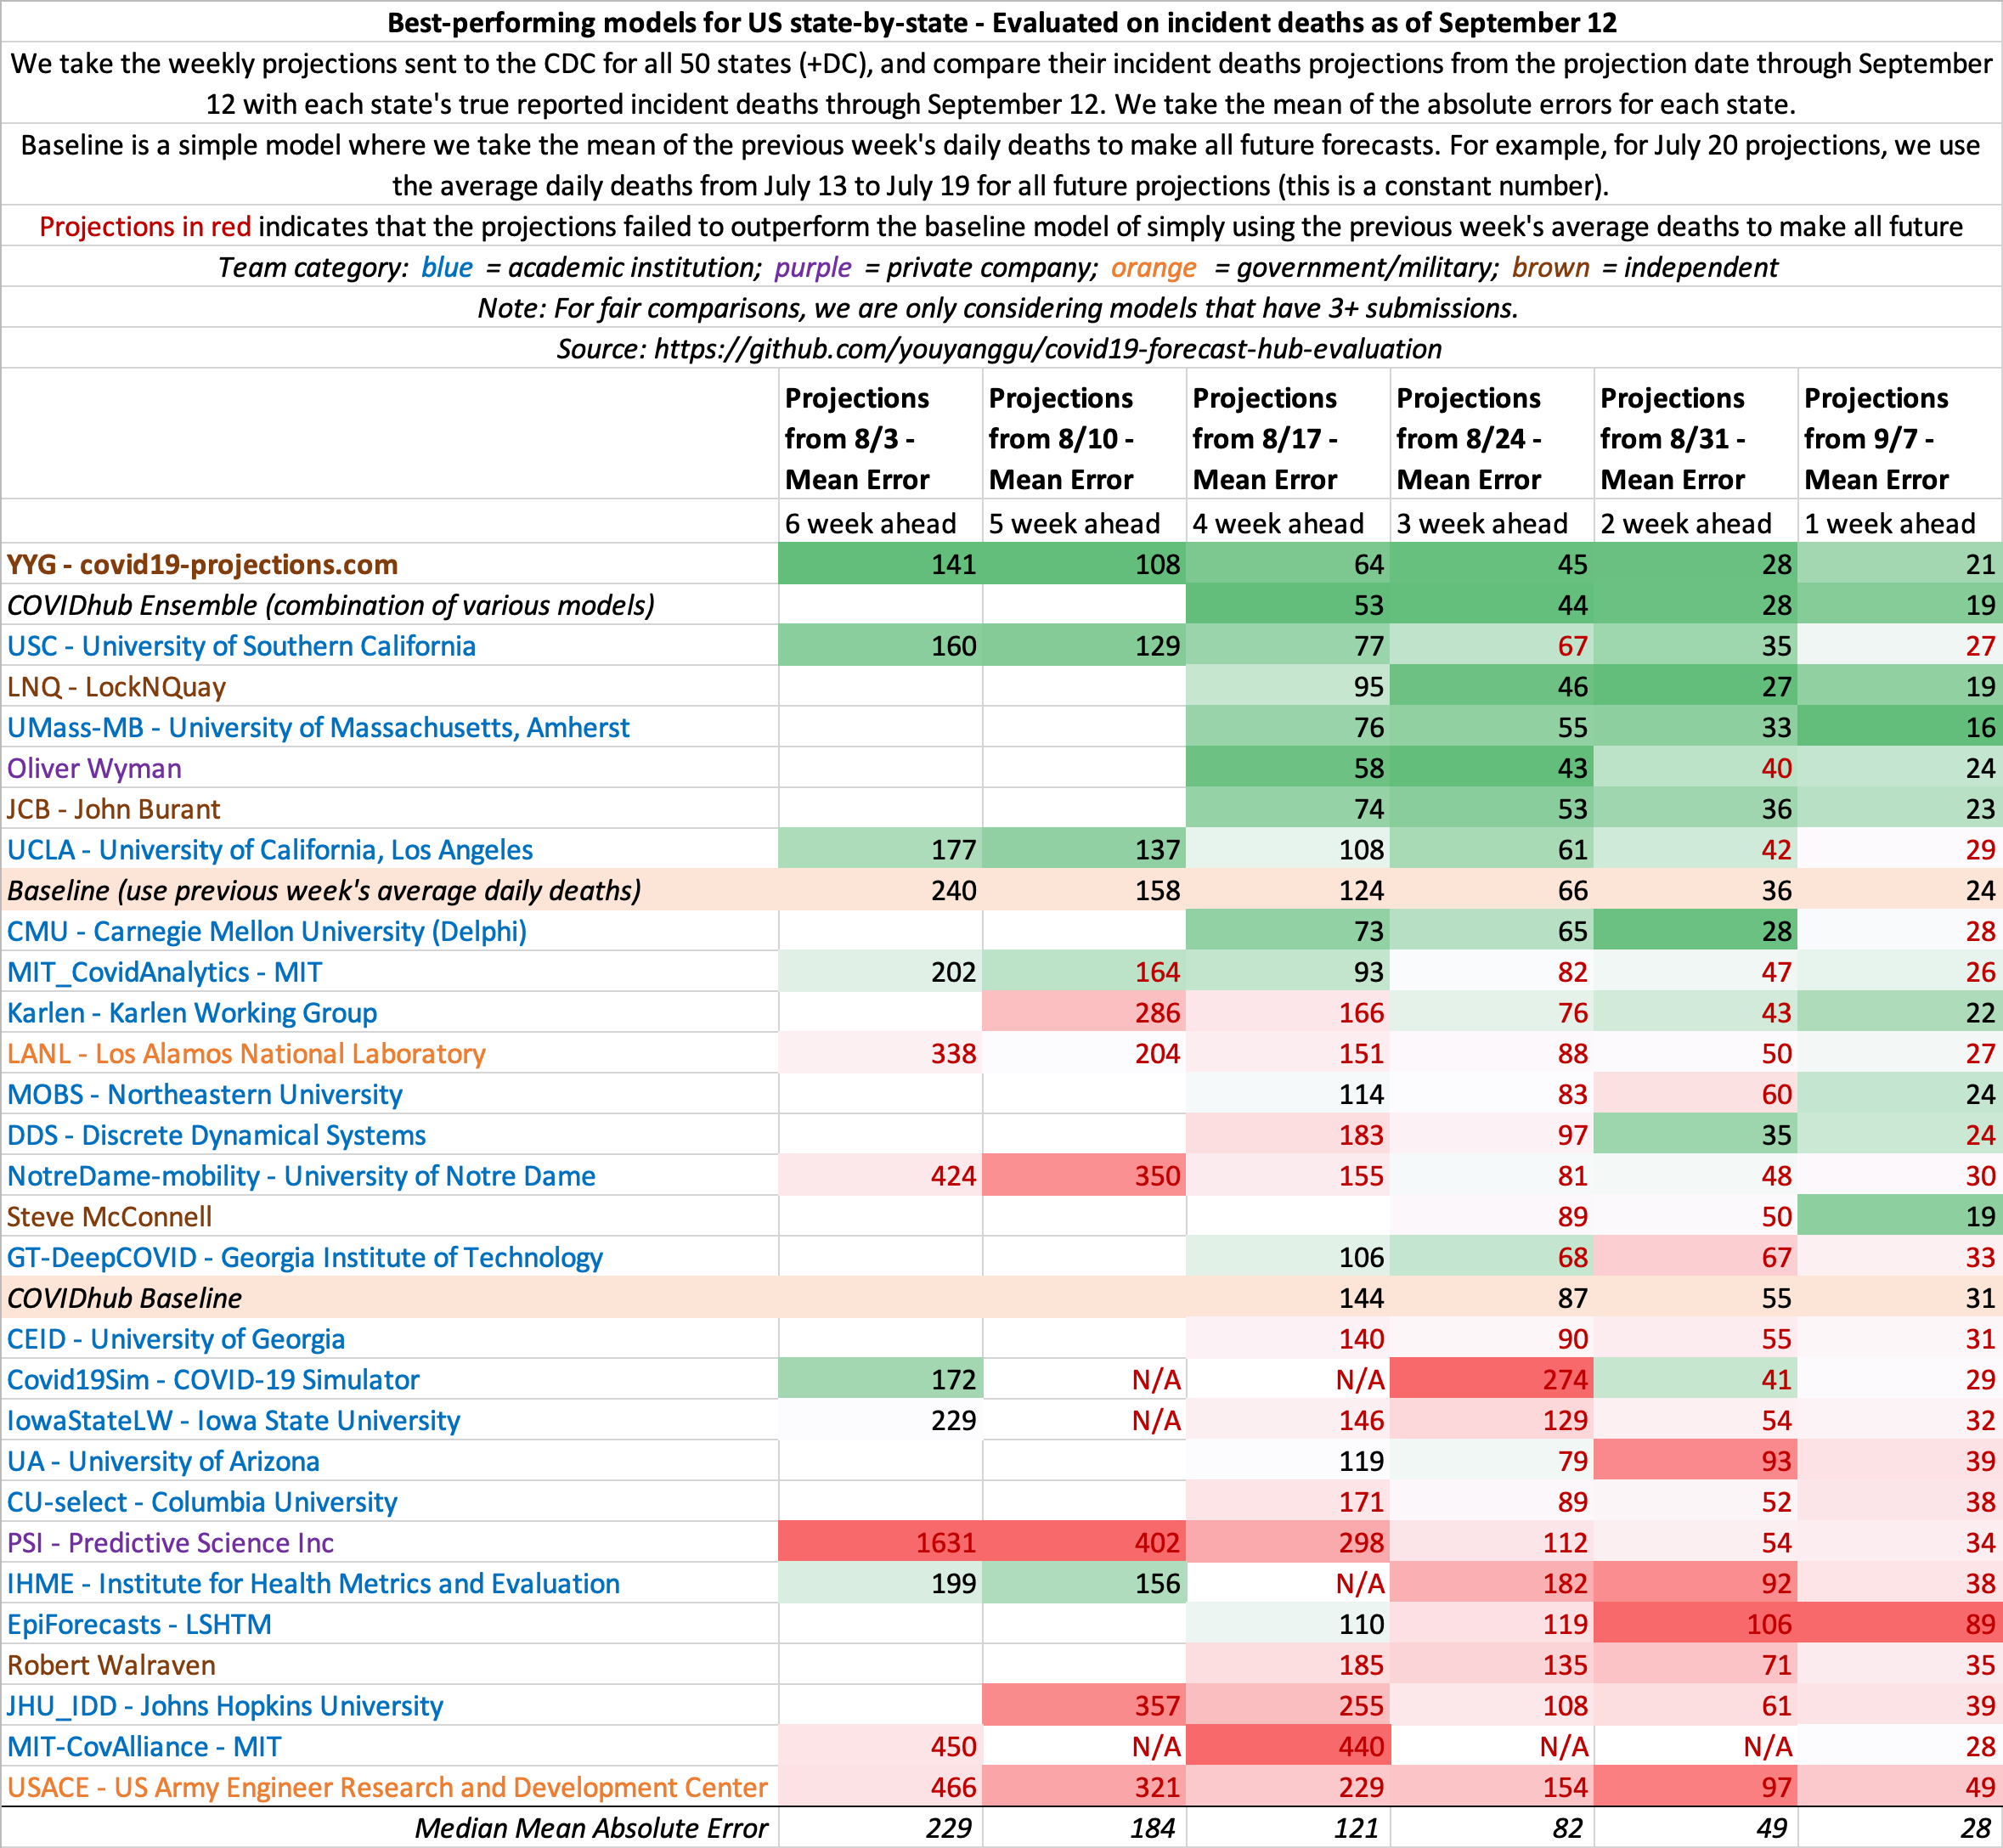 Best-performing models for US state-by-state - Evaluated on incident deaths as of September 12
We take the weekly projections sent to the CDC for all 50 states (+DC), and compare their incident deaths projections from the projection date through September
12 with each state's true reported incident deaths through September 12. We take the mean of the absolute errors for each state.
Baseline is a simple model where we take the mean of the previous week's daily deaths to make all future forecasts. For example, for July 20 projections, we use
the average daily deaths from July 13 to July 19 for all future projections (this is a constant number).
Projections in red indicates that the projections failed to outperform the baseline model of simply using the previous week's average deaths to make all future
Team category: blue = academic institution; purple = private company; orange = government/military; brown = independent
Note: For fair comparisons, we are only considering models that have 3+ submissions.
Source: https://github.com/youyanggu/covid19-forecast-hub-evaluation
Projections Projections Projections Projections Projections Projections
from 8/3 - from 8/10 - from 8/17 - from 8/24 - from 8/31 - from 9/7 -
Mean Error Mean Error Mean Error Mean Error Mean Error Mean Error
6 week ahead 5 week ahead 4 week ahead 3 week ahead 2 week ahead 1 week ahead
YYG - covid19-projections.com 141 108 64 45 28 21
COVIDhub Ensemble (combination of various models) 53 44 28 19
USC - University of Southern California 160 129 77 67 35 27
LNQ - LockNQuay 95 46 27 19
UMass-MB - University of Massachusetts, Amherst 76 55 33 16
Oliver Wyman 58 43 40 24
JCB - John Burant 74 53 36 23
UCLA - University of California, Los Angeles 177 137 108 61 42 29
Baseline (use previous week's average daily deaths) 240 158 124 66 36 24
CMU - Carnegie Mellon University (Delphi) 73 65 28 28
MIT_CovidAnalytics - MIT 202 164 93 82 47 26
Karlen - Karlen Working Group 286 166 76 43 22
LANL - Los Alamos National Laboratory 338 204 151 88 50 27
MOBS - Northeastern University 114 83 60 24
DDS - Discrete Dynamical Systems 183 97 35 24
NotreDame-mobility - University of Notre Dame 424 350 155 81 48 30
Steve McConnell 89 50 19
GT-DeepCOVID - Georgia Institute of Technology 106 68 67 33
COVIDhub Baseline 144 87 55 31
CEID - University of Georgia 140 90 55 31
Covid19Sim - COVID-19 Simulator 172 N/A N/A 274 41 29
IowaStateLW - Iowa State University 229 N/A 146 129 54 32
UA - University of Arizona 119 79 93 39
CU-select - Columbia University 171 89 52 38
PSI - Predictive Science Inc 1631 402 298 112 54 34
IHME - Institute for Health Metrics and Evaluation 199 156 N/A 182 92 38
EpiForecasts - LSHTM 110 119 106 89
Robert Walraven 185 135 71 35
JHU_IDD - Johns Hopkins University 357 255 108 61 39
MIT-CovAlliance - MIT 450 N/A 440 N/A N/A 28
USACE - US Army Engineer Research and Development Center 466 321 229 154 97 49
Median Mean Absolute Error 229 184 121 82 49 28